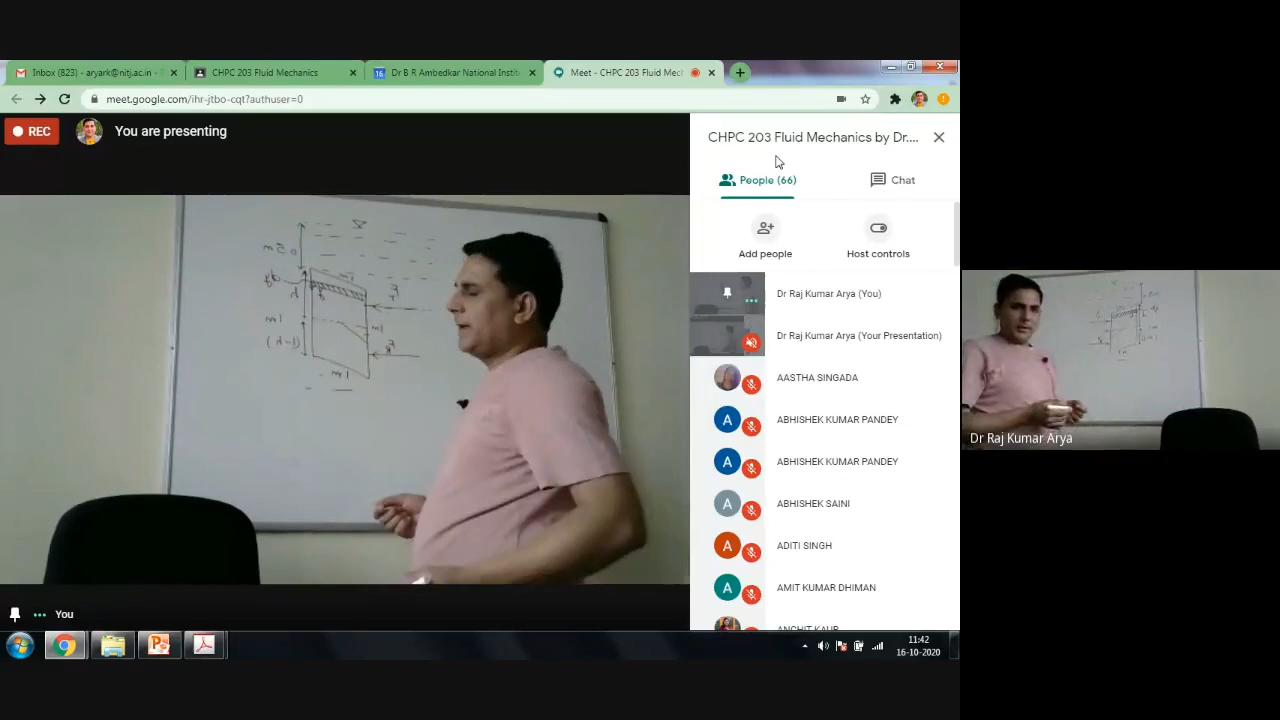 Inbox (823) - aryark@nitj.ac.in -
CHPC 203 Fluid Mechanics
Dr B R Ambedkar National Instit
Meet - CHPC 203 Fluid Mec
meet.google.com/ihr-jtbo-cqt?authuser=0
REC
You are presenting
CHPC 203 Fluid Mechanics by Dr....
People (66)
Chat
Add people
Host controls
Dr Raj Kumar Arya (You)
Dr Raj Kumar Arya (Your Presentation)
AASTHA SINGADA
A ABHISHEK KUMAR PANDEY
A ABHISHEK KUMAR PANDEY
A ABHISHEK SAINI
A ADITI SINGH
A AMIT KUMAR DHIMAN
ANCHIT KAUR
You
11:42
16-10-2020
Dr Raj Kumar Arya